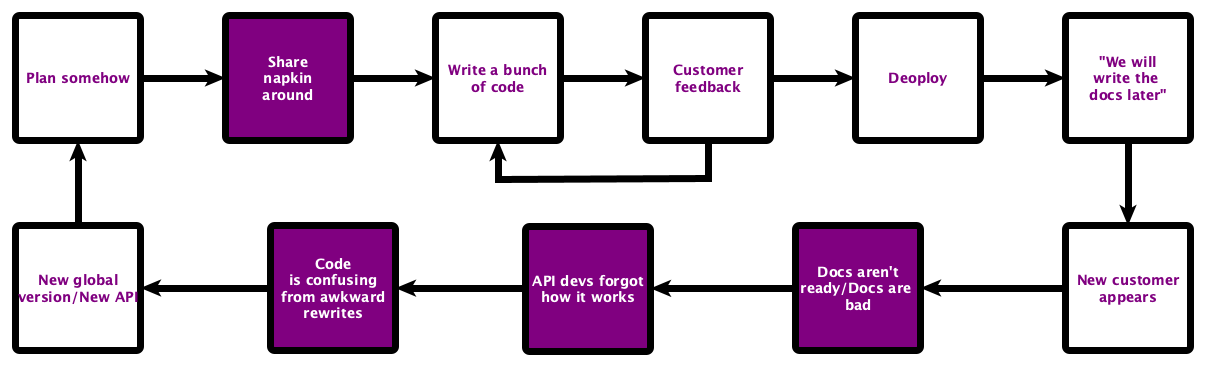 Plan somehow
Share
napkin
around
Write a bunch
of code
Customer
feedback
Deoploy
"We will
write the
docs later"
New global
version/New API
Code
is confusing
from awkward
rewrites
API devs forgot
how it works
Docs aren't
ready/Docs are
bad
New customer
appears